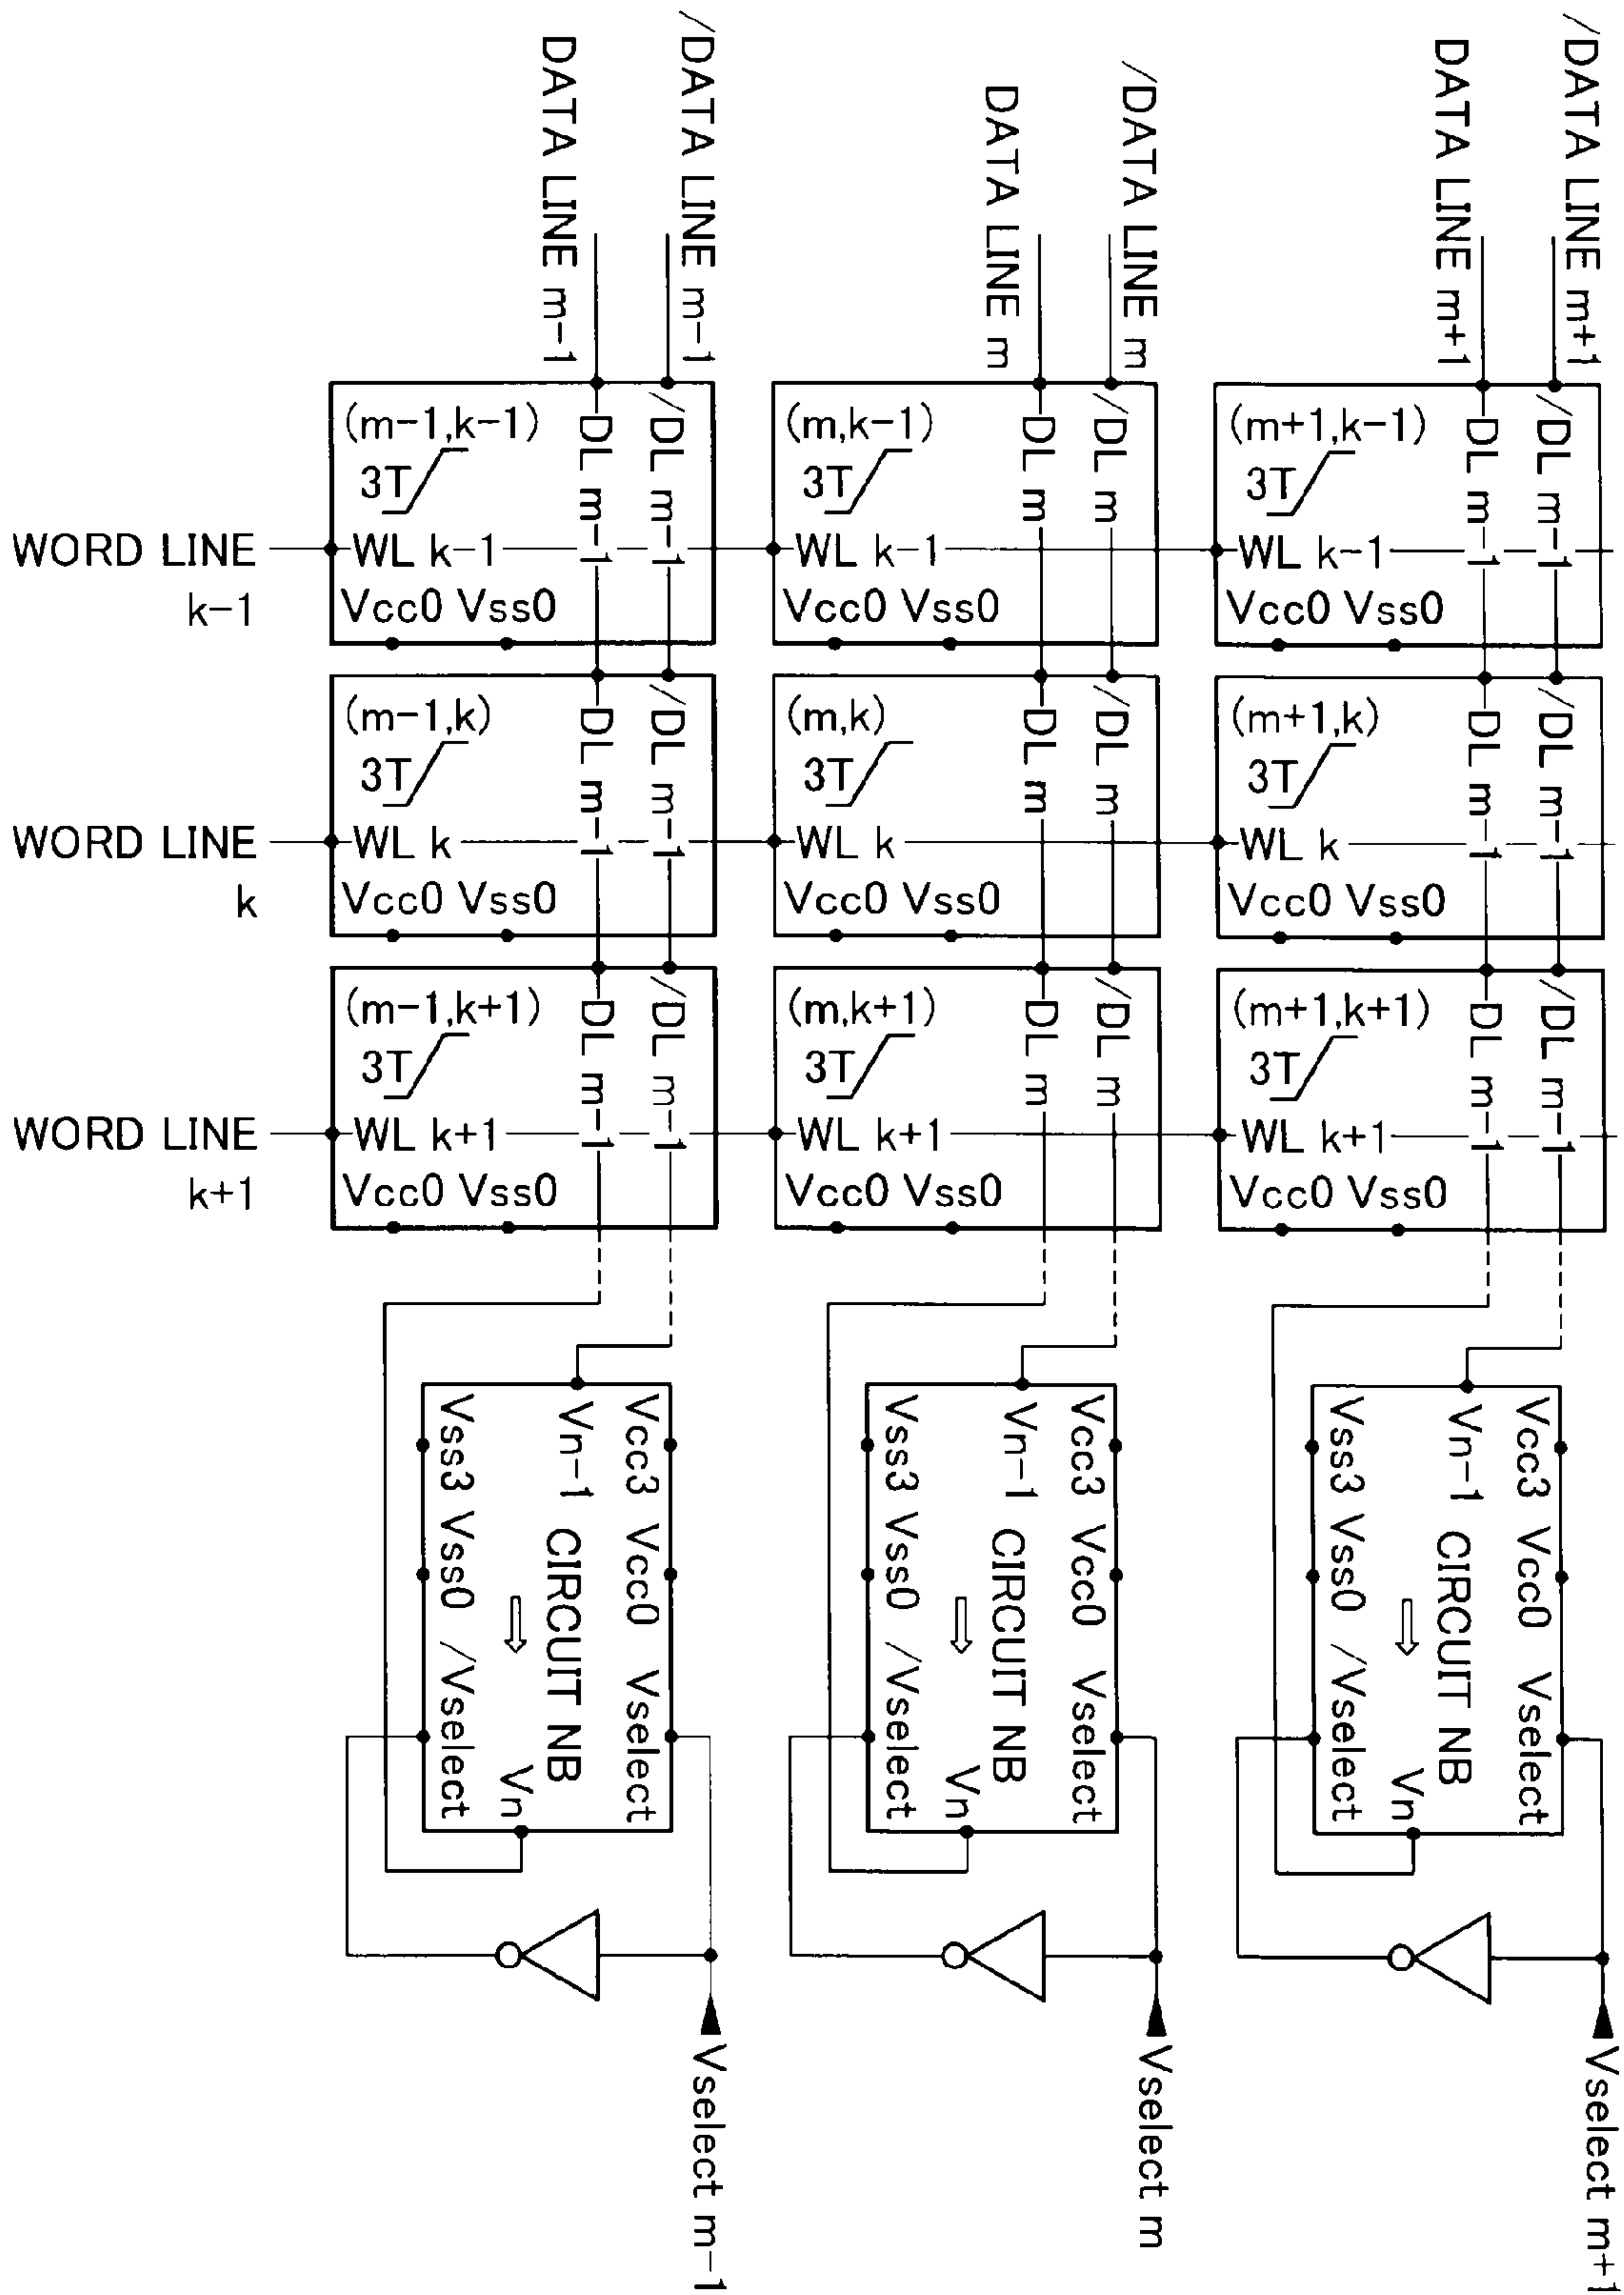 DATA LINE m-1
/DATA LINE m-1
DATA LINE m
/DATA LINE m
DATA LINE m+1
/DATA LINE m+1
WORD LINE
k-1
(m-1,k-1)
3T
WL k-1
Vcc0 Vss0
DL m-1
/DL m-1
(m,k-1)
3T
WL k-1
Vcc0 Vss0
DL m
/DL m
(m+1,k-1)
3T
WL k-1
Vcc0 Vss0
DL m-1
/DL m-1
WORD LINE
k
(m-1,k)
3T
WL k
Vcc0 Vss0
DL m-1
/DL m-1
(m,k)
3T
WL k
Vcc0 Vss0
DL m
/DL m
(m+1,k)
3T
WL k
Vcc0 Vss0
DL m-1
/DL m-1
WORD LINE
k+1
(m-1,k+1)
3T
WL k+1
Vcc0 Vss0
DL m-1
/DL m-1
(m,k+1)
3T
WL k+1
Vcc0 Vss0
DL m
/DL m
(m+1,k+1)
3T
WL k+1
Vcc0 Vss0
DL m-1
/DL m-1
Vcc3 Vcc0 Vselect
Vn-1 CIRCUIT NB
Vn
Vss3 Vss0 /Vselect
Vcc3 Vcc0 Vselect
Vn-1 CIRCUIT NB
Vn
Vss3 Vss0 /Vselect
Vcc3 Vcc0 Vselect
Vn-1 CIRCUIT NB
Vn
Vss3 Vss0 /Vselect
Vselect m-1
Vselect m
Vselect m+1